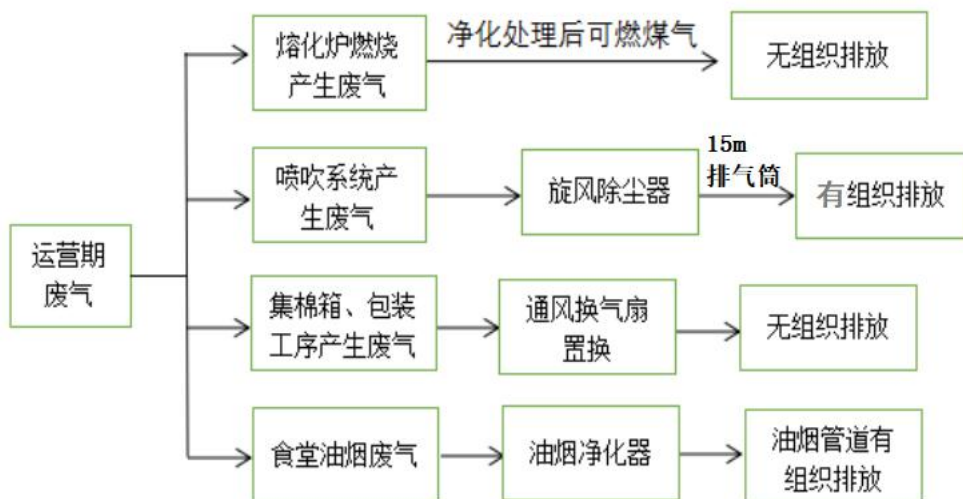 熔化炉燃烧
产生废气
净化处理后可燃煤气
无组织排放
喷吹系统产
生废气
旋风除尘器
15m
排气筒
有组织排放
运营期
废气
集棉箱、包装
工序产生废气
通风换气扇
置换
无组织排放
食堂油烟废气
油烟净化器
油烟管道有
组织排放